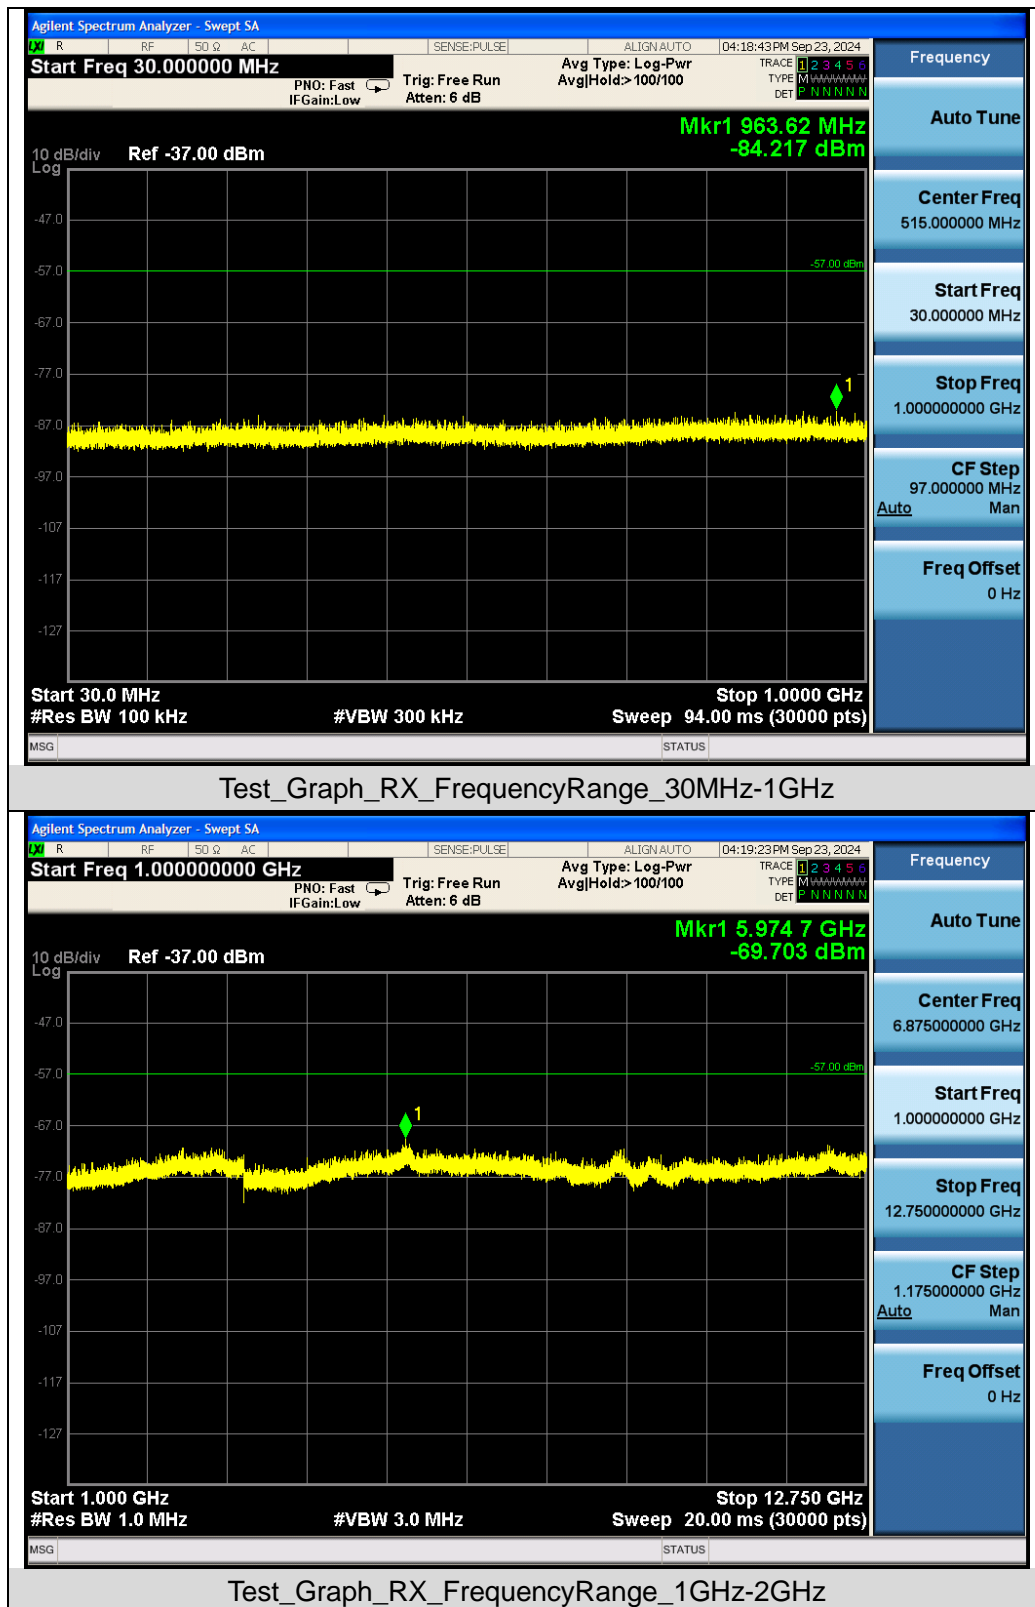 Agilent Spectrum Analyzer - Swept SA
LXI R RF 50 Ω AC SENSE:PULSE ALIGN AUTO 04:18:43 PM Sep 23, 2024
Start Freq 30.000000 MHz
PNO: Fast
IFGain:Low
Trig: Free Run
Atten: 6 dB
Avg Type: Log-Pwr
Avg|Hold:>100/100
TRACE 1 2 3 4 5 6
TYPE M WWWWW
DET P N N N N N
Mkr1 963.62 MHz
-84.217 dBm
10 dB/div Ref -37.00 dBm
Log
-47.0
-57.0
-57.00 dBm
-67.0
-77.0
1
-87.0
-97.0
-107
-117
-127
Start 30.0 MHz Stop 1.0000 GHz
#Res BW 100 kHz #VBW 300 kHz Sweep 94.00 ms (30000 pts)
MSG STATUS
Frequency
Auto Tune
Center Freq
515.000000 MHz
Start Freq
30.000000 MHz
Stop Freq
1.000000000 GHz
CF Step
97.000000 MHz
Auto Man
Freq Offset
0 Hz
Test_Graph_RX_FrequencyRange_30MHz-1GHz
Agilent Spectrum Analyzer - Swept SA
LXI R RF 50 Ω AC SENSE:PULSE ALIGN AUTO 04:19:23 PM Sep 23, 2024
Start Freq 1.000000000 GHz
PNO: Fast
IFGain:Low
Trig: Free Run
Atten: 6 dB
Avg Type: Log-Pwr
Avg|Hold:>100/100
TRACE 1 2 3 4 5 6
TYPE M WWWWW
DET P N N N N N
Mkr1 5.974 7 GHz
-69.703 dBm
10 dB/div Ref -37.00 dBm
Log
-47.0
-57.0
-57.00 dBm
-67.0
1
-77.0
-87.0
-97.0
-107
-117
-127
Start 1.000 GHz Stop 12.750 GHz
#Res BW 1.0 MHz #VBW 3.0 MHz Sweep 20.00 ms (30000 pts)
MSG STATUS
Frequency
Auto Tune
Center Freq
6.875000000 GHz
Start Freq
1.000000000 GHz
Stop Freq
12.750000000 GHz
CF Step
1.175000000 GHz
Auto Man
Freq Offset
0 Hz
Test_Graph_RX_FrequencyRange_1GHz-2GHz